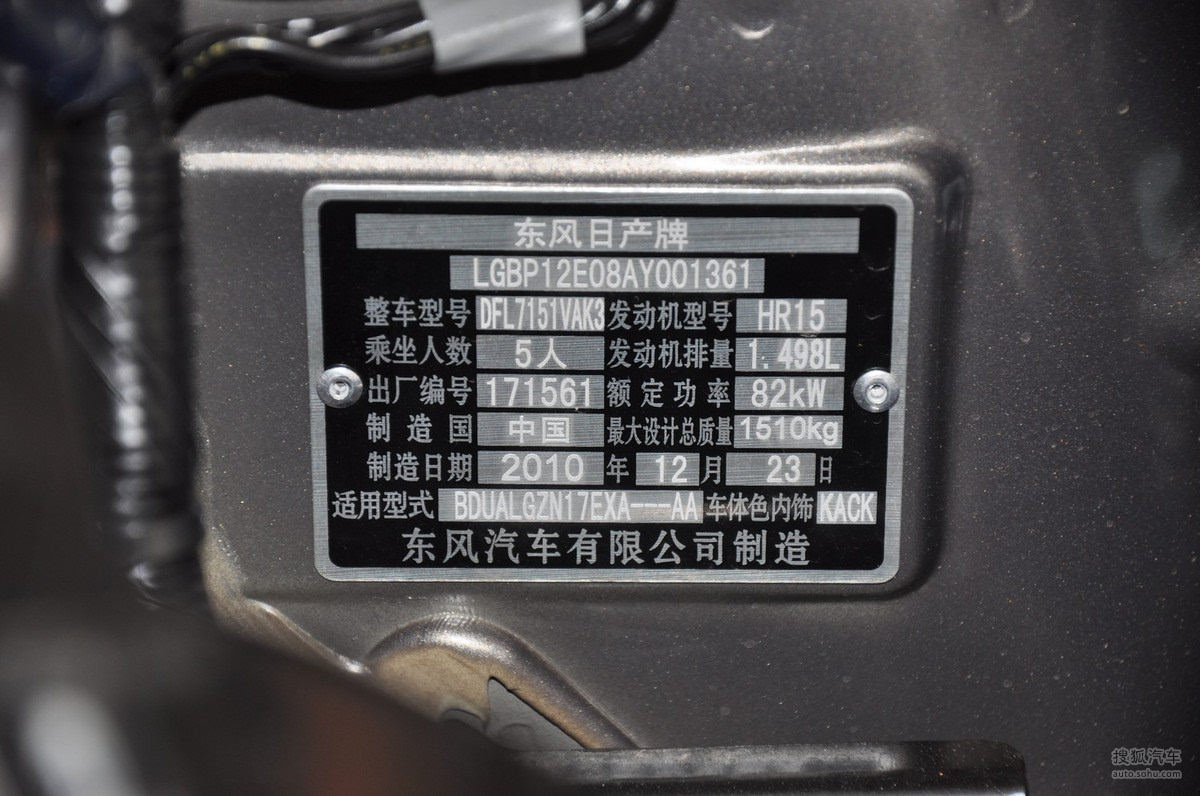 东风日产牌
LGBP12E08AY001361
整车型号 DFL7151VAK3 发动机型号 HR15
乘坐人数 5人 发动机排量 1.498L
出厂编号 171561 额定功率 82kW
制造国 中国 最大设计总质量 1510kg
制造日期 2010 年 12 月 23 日
适用型式 BDUALGZN17EXA---AA 车体色内饰 KACK
东风汽车有限公司制造
搜狐汽车
auto.sohu.com